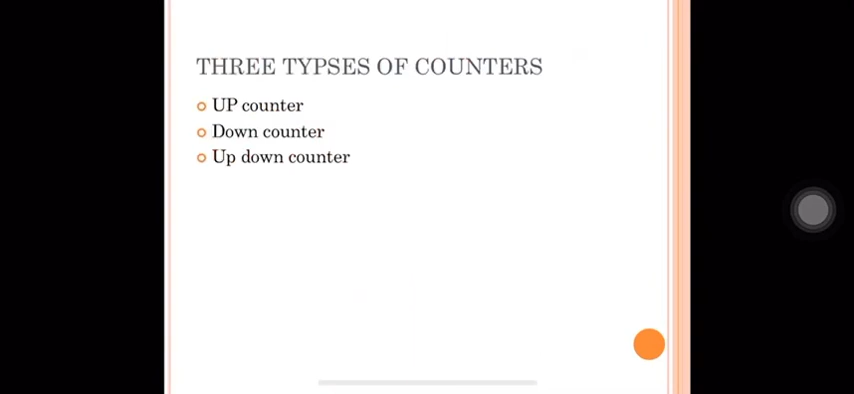 THREE TYPSES OF COUNTERS
UP counter
Down counter
Up down counter